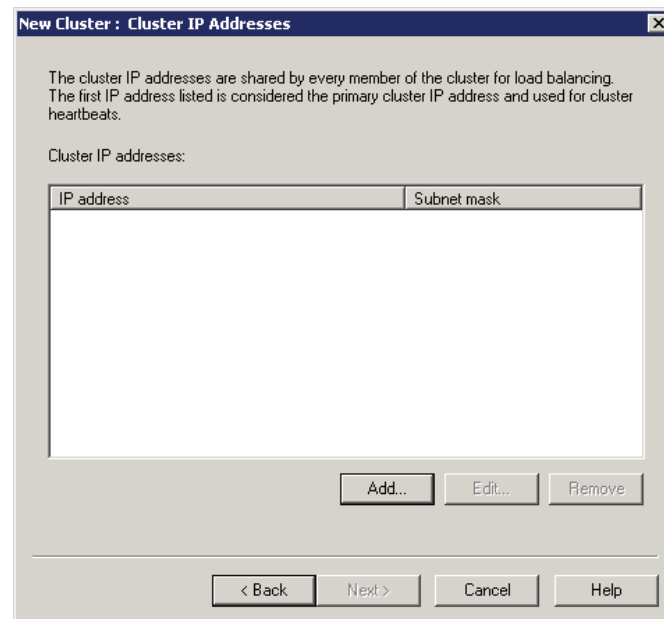 New Cluster : Cluster IP Addresses
The cluster IP addresses are shared by every member of the cluster for load balancing.
The first IP address listed is considered the primary cluster IP address and used for cluster
heartbeats.
Cluster IP addresses:
IP address Subnet mask
Add... Edit... Remove
< Back Next > Cancel Help